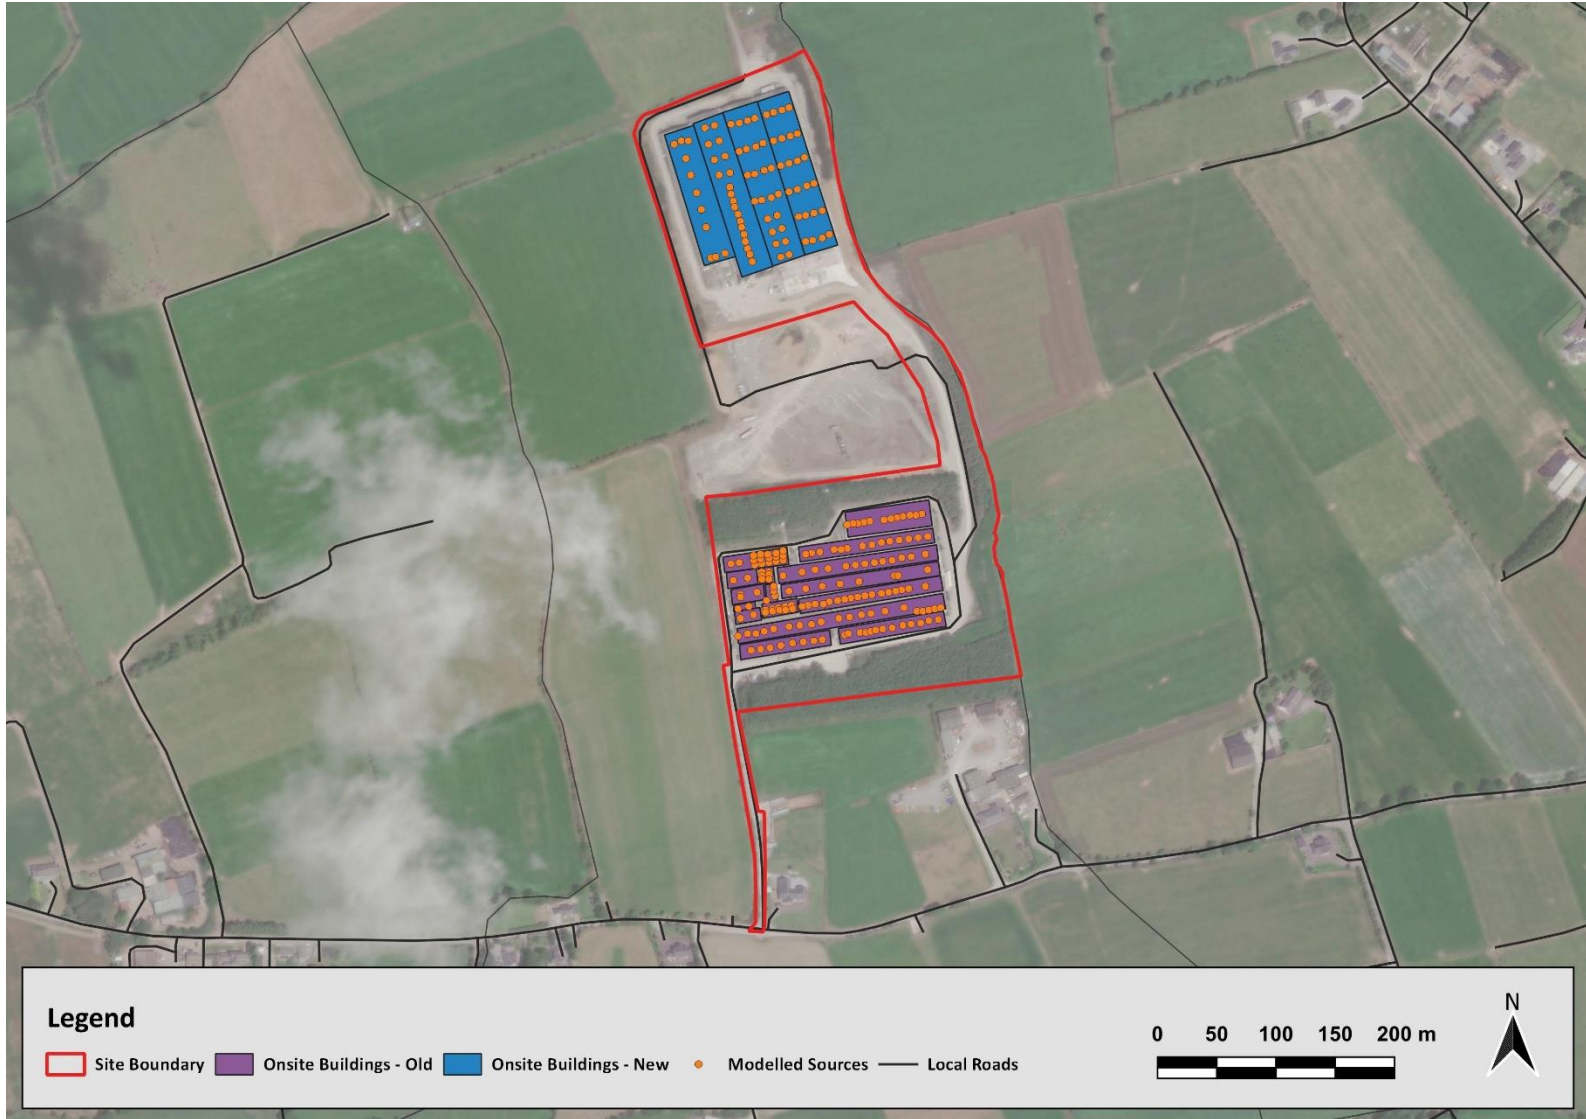 Legend
Site Boundary
Onsite Buildings - Old
Onsite Buildings - New
Modelled Sources
Local Roads
0 50 100 150 200 m
N